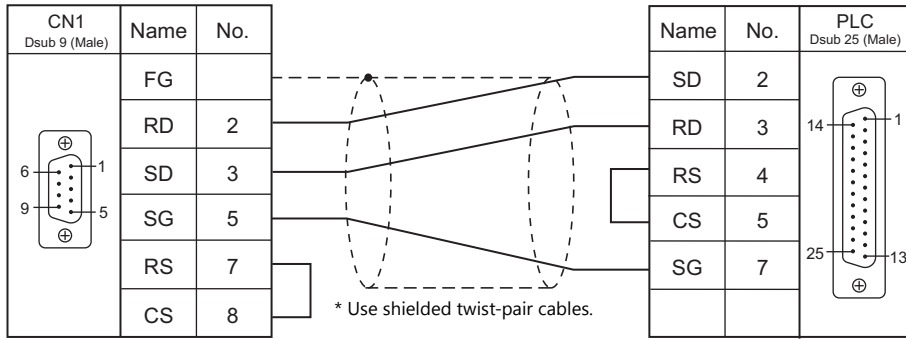 CN1
Dsub 9 (Male)
Name No.
FG
RD 2
SD 3
SG 5
RS 7
CS 8
6 1
9 5
* Use shielded twist-pair cables.
Name No.
PLC
Dsub 25 (Male)
SD 2
RD 3
RS 4
CS 5
SG 7
14 1
25 13